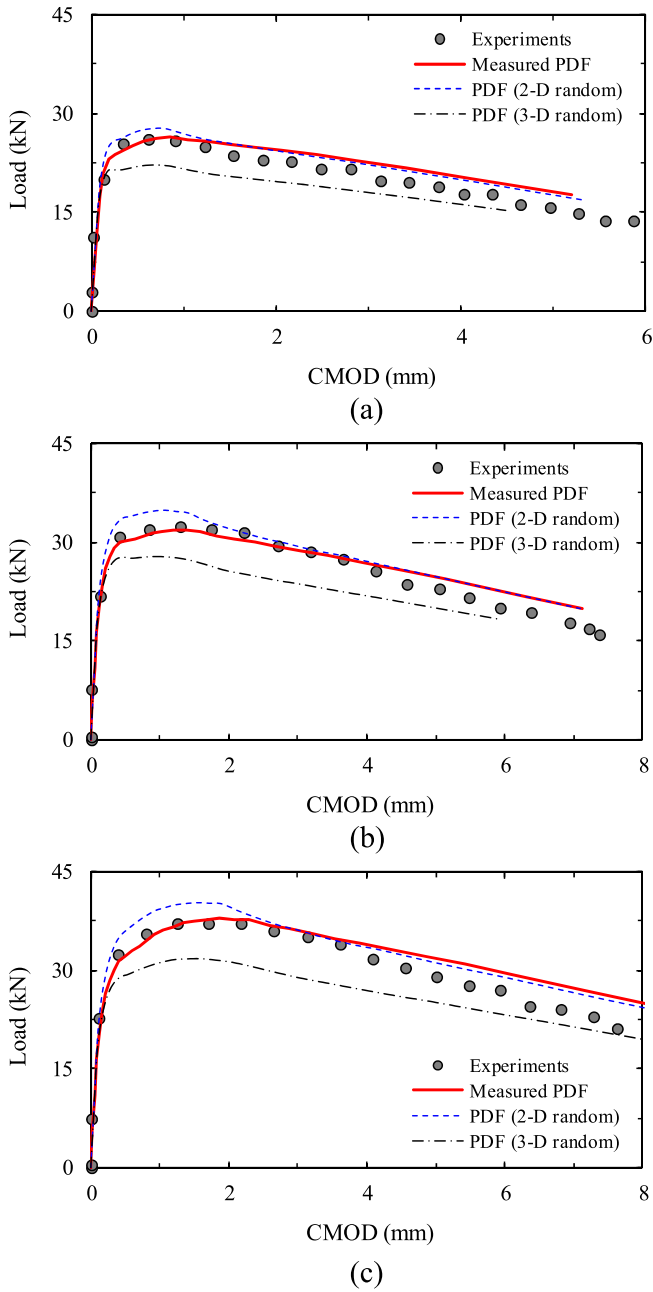 45
30
15
0
Load (kN)
Experiments
Measured PDF
PDF (2-D random)
PDF (3-D random)
0 2 4 6
CMOD (mm)
(a)
45
30
15
0
Load (kN)
Experiments
Measured PDF
PDF (2-D random)
PDF (3-D random)
0 2 4 6 8
CMOD (mm)
(b)
45
30
15
0
Load (kN)
Experiments
Measured PDF
PDF (2-D random)
PDF (3-D random)
0 2 4 6 8
CMOD (mm)
(c)